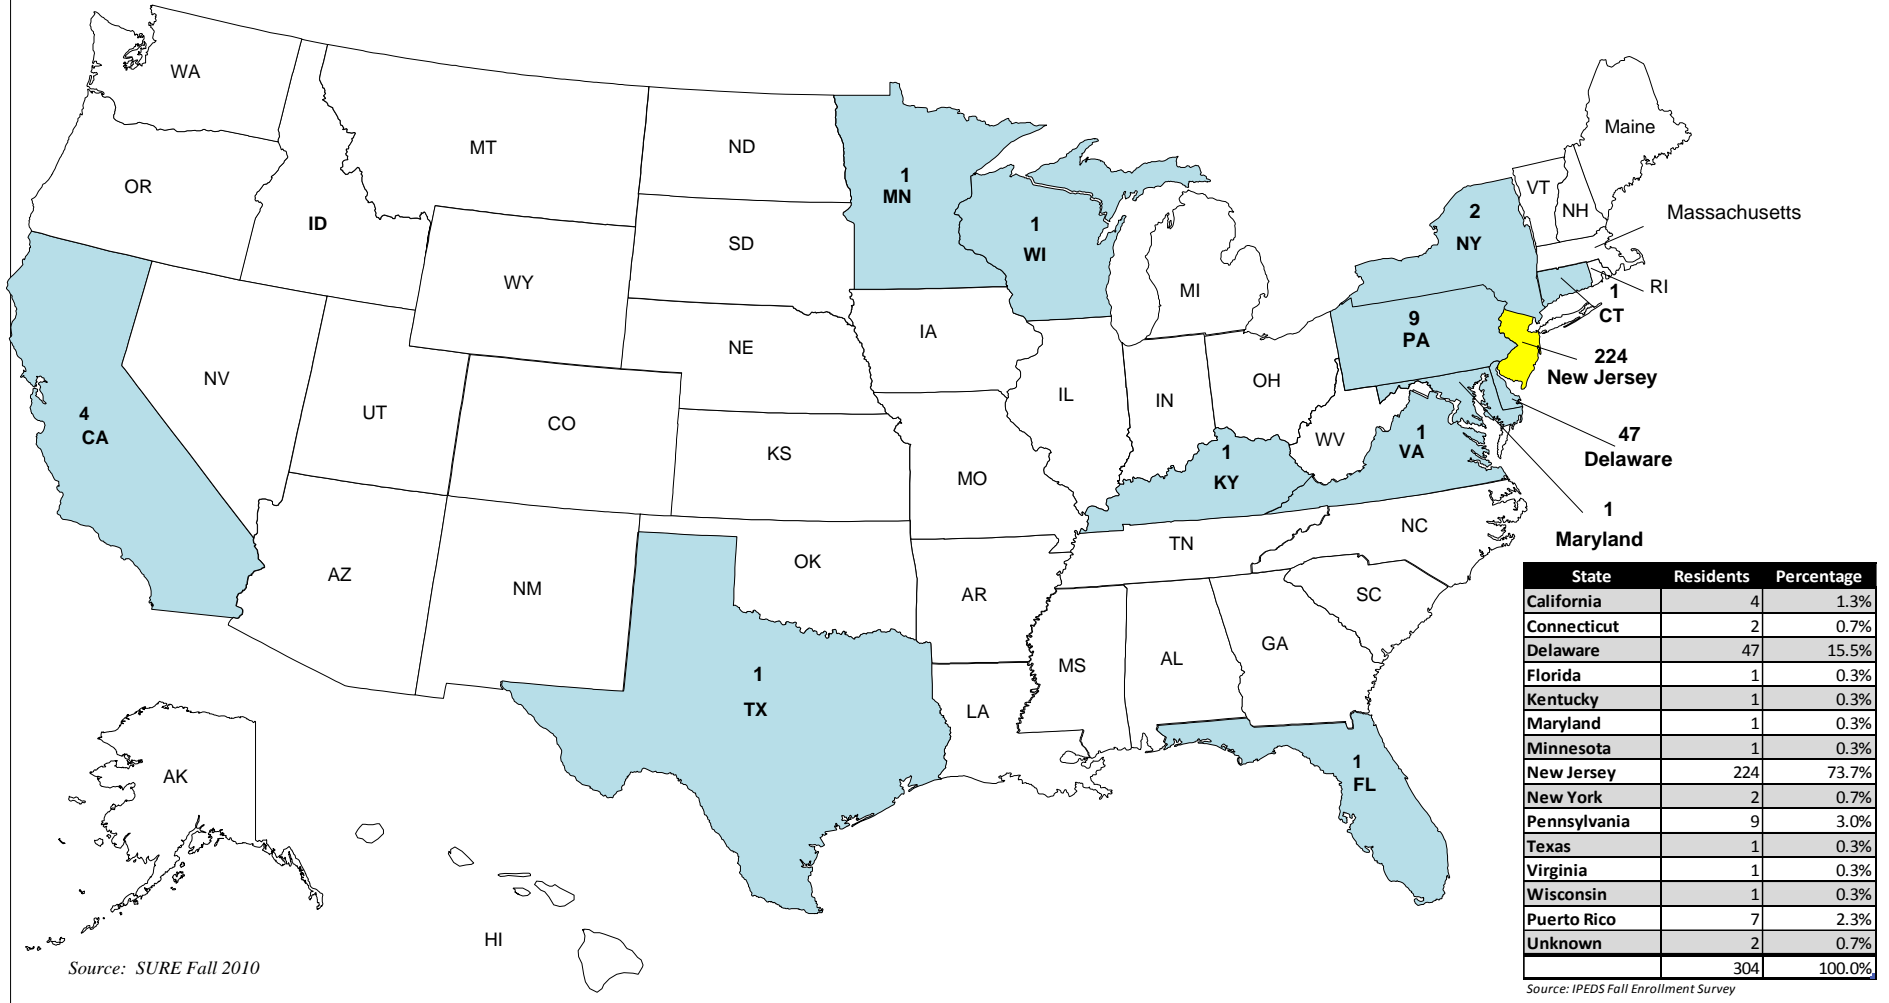 WA
MT
ND
OR
ID
SD
WY
1
MN
1
WI
MI
Maine
VT
NH
Massachusetts
2
NY
RI
1
CT
9
PA
224
New Jersey
IA
NE
NV
UT
CO
4
CA
IL
IN
OH
WV
1
VA
47
Delaware
KS
MO
1
KY
1
Maryland
AZ
NM
OK
AR
TN
NC
SC
MS
AL
GA
LA
1
TX
1
FL
AK
HI
State Residents Percentage
California 4 1.3%
Connecticut 2 0.7%
Delaware 47 15.5%
Florida 1 0.3%
Kentucky 1 0.3%
Maryland 1 0.3%
Minnesota 1 0.3%
New Jersey 224 73.7%
New York 2 0.7%
Pennsylvania 9 3.0%
Texas 1 0.3%
Virginia 1 0.3%
Wisconsin 1 0.3%
Puerto Rico 7 2.3%
Unknown 2 0.7%
304 100.0%
Source: SURE Fall 2010
Source: IPEDS Fall Enrollment Survey